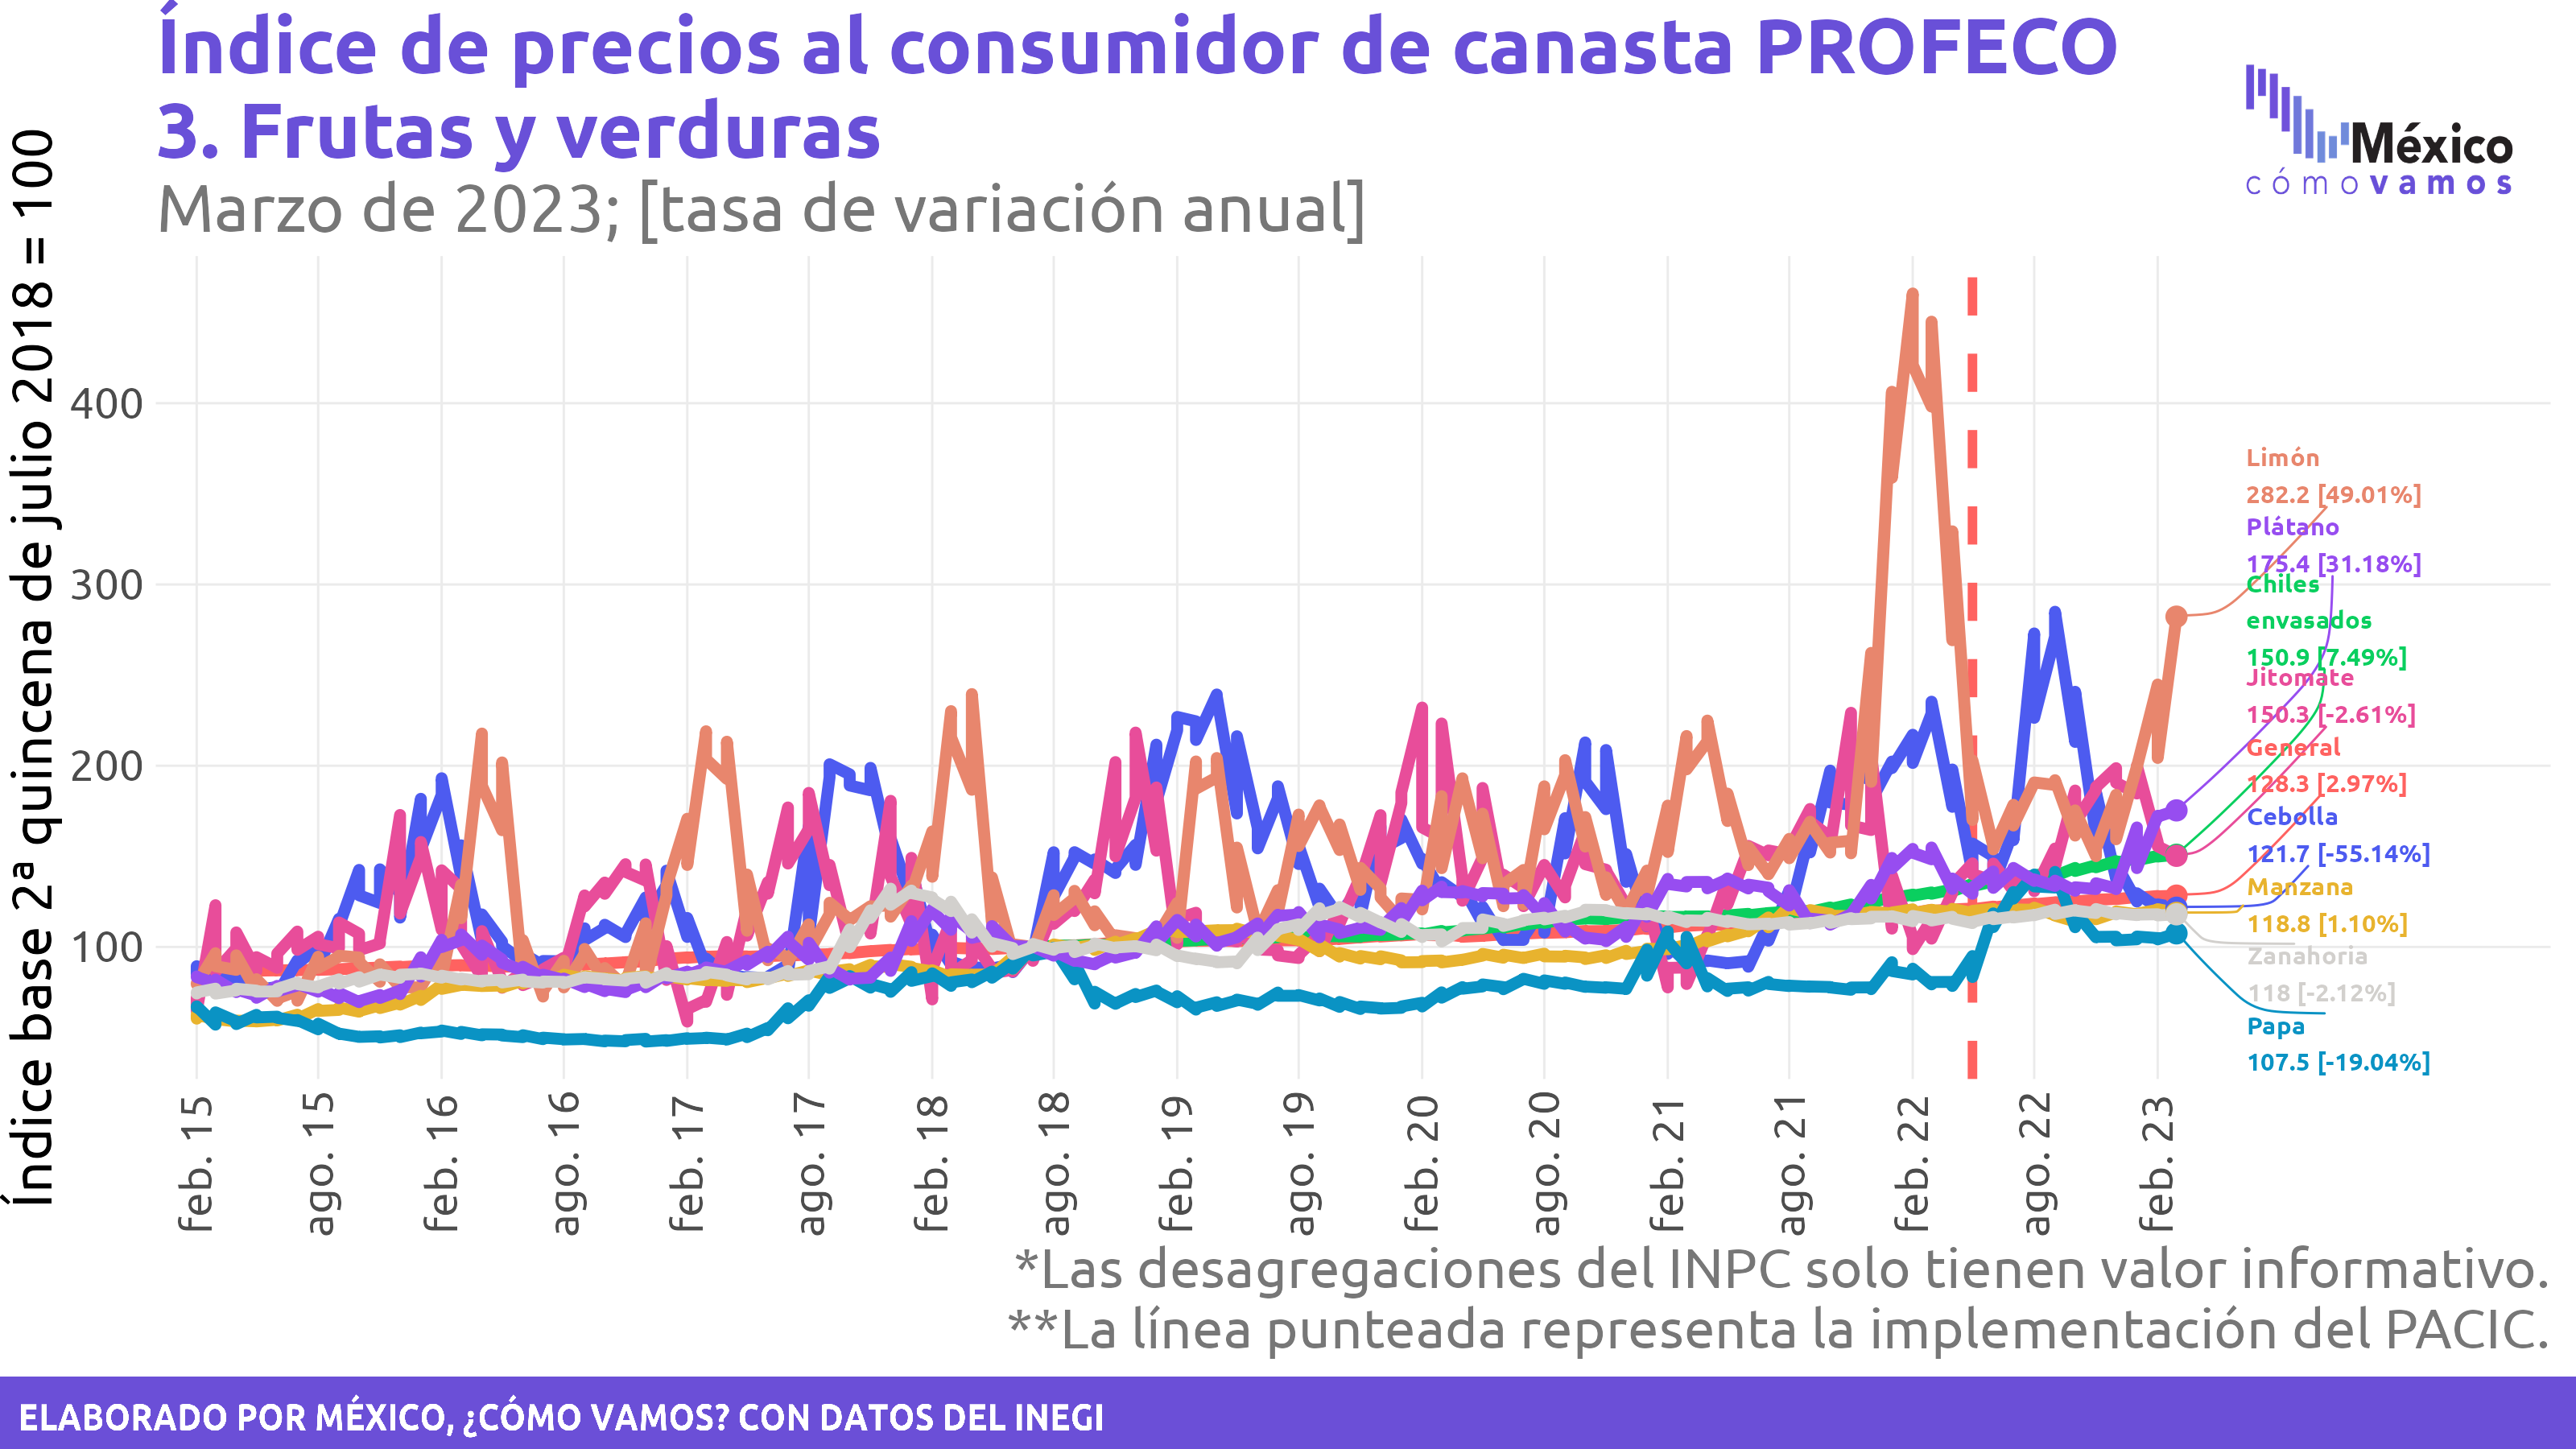 Índice de precios al consumidor de canasta PROFECO
3. Frutas y verduras
Marzo de 2023; [tasa de variación anual]
México
cómo vamos
Índice base 2ª quincena de julio 2018 = 100
400
300
200
100
Limón
282.2 [49.01%]
Plátano
175.4 [31.18%]
Chiles
envasados
150.9 [7.49%]
Jitomate
150.3 [-2.61%]
General
128.3 [2.97%]
Cebolla
121.7 [-55.14%]
Manzana
118.8 [1.10%]
Zanahoria
118 [-2.12%]
Papa
107.5 [-19.04%]
feb. 15
ago. 15
feb. 16
ago. 16
feb. 17
ago. 17
feb. 18
ago. 18
feb. 19
ago. 19
feb. 20
ago. 20
feb. 21
ago. 21
feb. 22
ago. 22
feb. 23
*Las desagregaciones del INPC solo tienen valor informativo.
**La línea punteada representa la implementación del PACIC.
ELABORADO POR MÉXICO, ¿CÓMO VAMOS? CON DATOS DEL INEGI